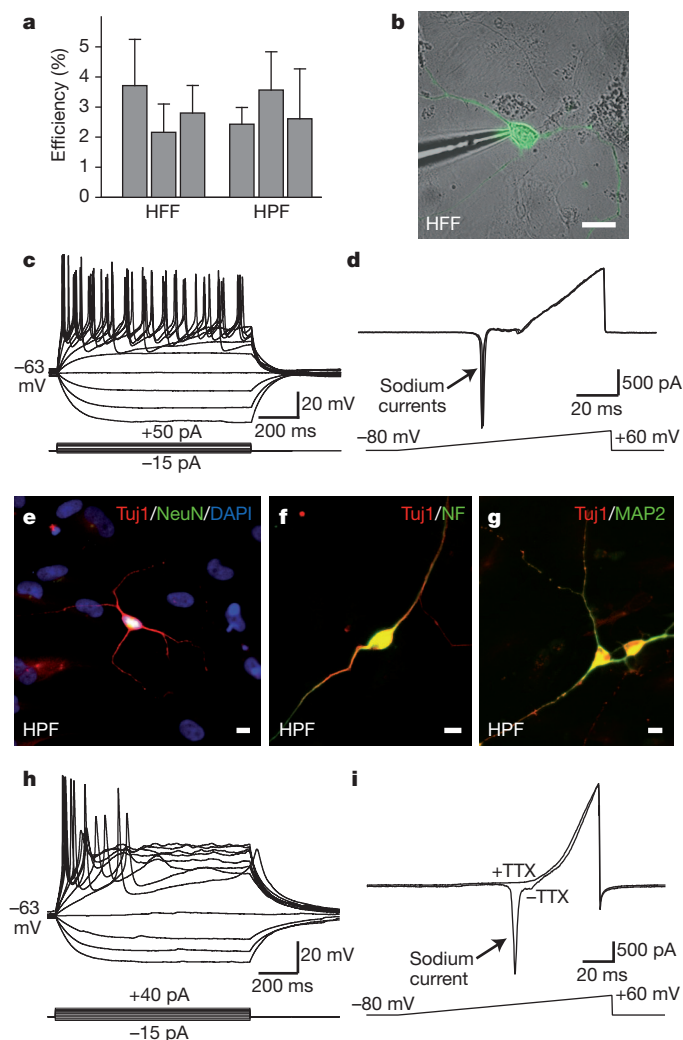 a
Efficiency (%)
5
4
3
2
1
0
HFF
HPF
b
HFF
c
–63
mV
20 mV
200 ms
+50 pA
–15 pA
d
Sodium
currents
500 pA
20 ms
–80 mV
+60 mV
e
Tuj1/NeuN/DAPI
HPF
f
Tuj1/NF
HPF
g
Tuj1/MAP2
HPF
h
–63
mV
20 mV
200 ms
+40 pA
–15 pA
i
+TTX
–TTX
Sodium
current
500 pA
20 ms
–80 mV
+60 mV